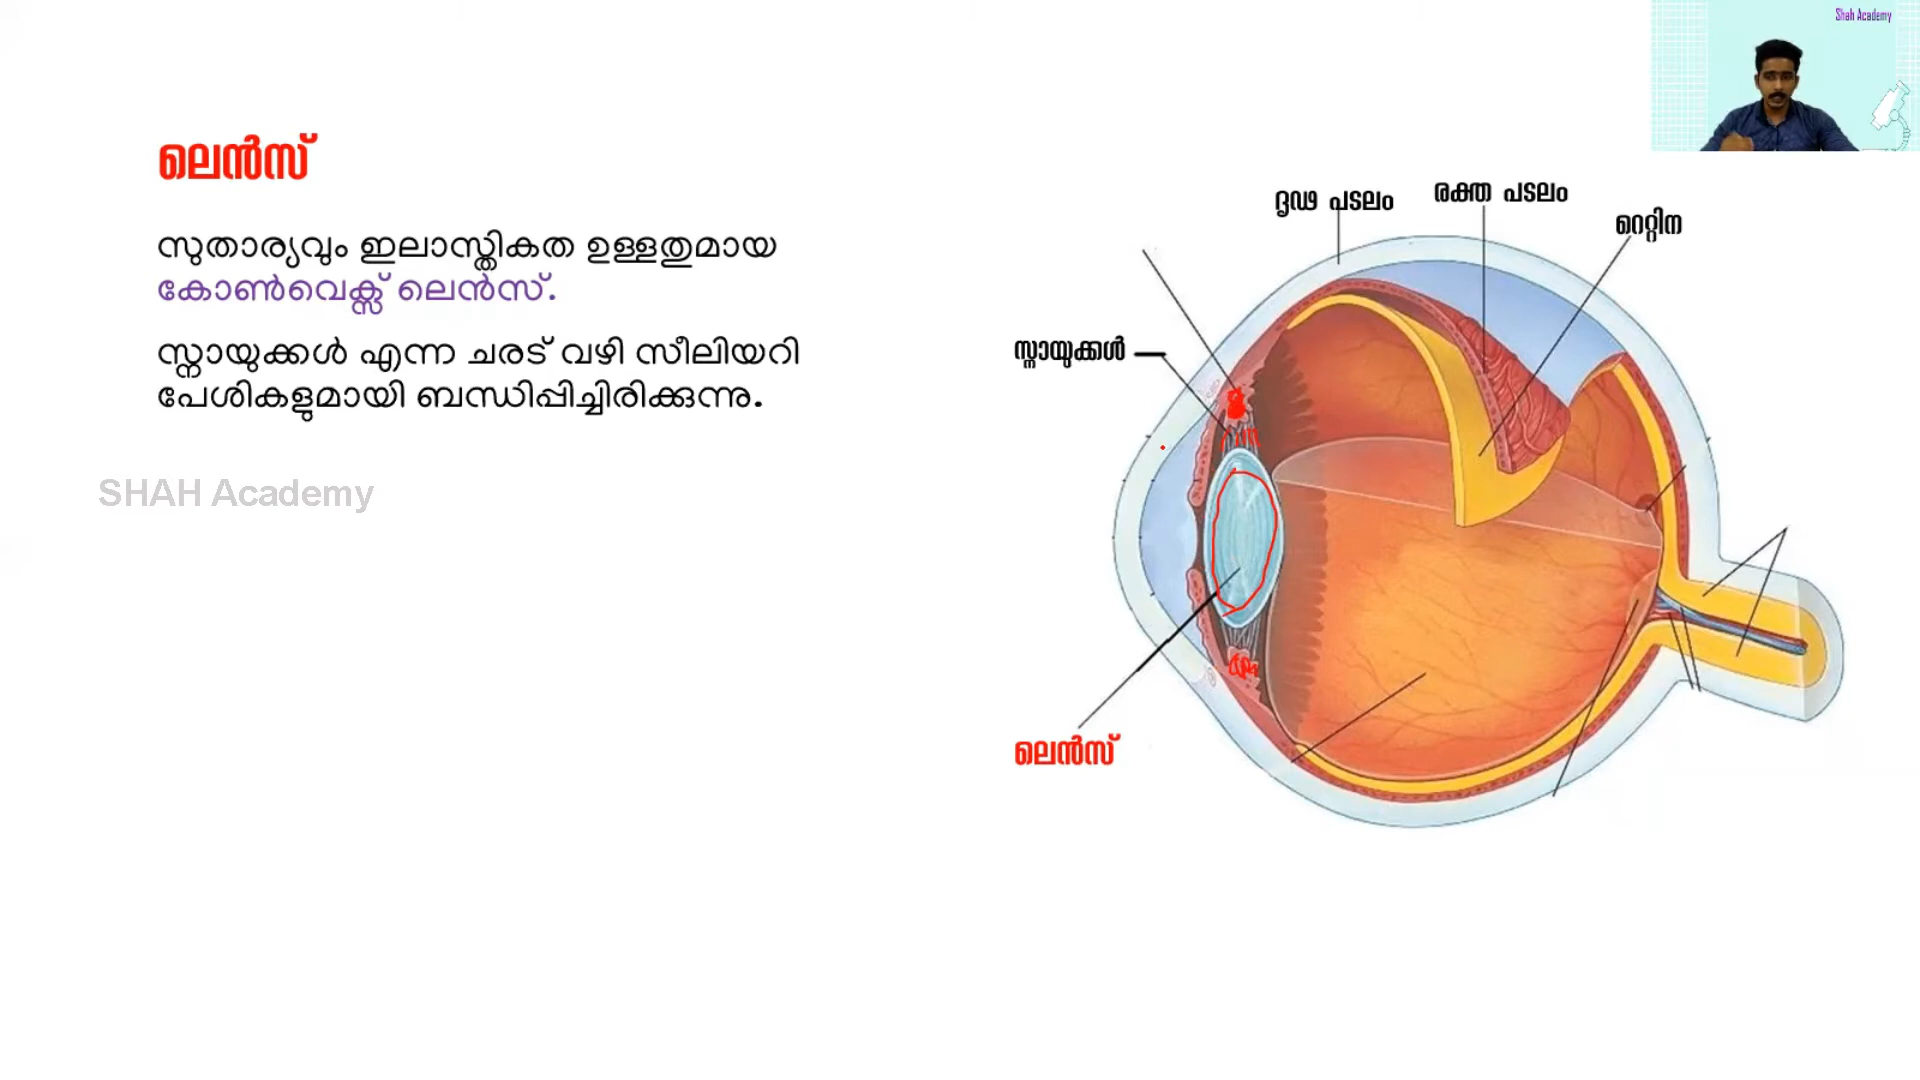 Shah Academy
ലെൻസ്
സുതാര്യവും ഇലാസ്തികത ഉള്ളതുമായ
കോൺവെക്സ് ലെൻസ്.
സ്നായുക്കൾ എന്ന ചരട് വഴി സീലിയറി
പേശികളുമായി ബന്ധിപ്പിച്ചിരിക്കുന്നു.
SHAH Academy
ദൃഢ പടലം
രക്ത പടലം
റെറ്റിന
സ്നായുക്കൾ
ലെൻസ്